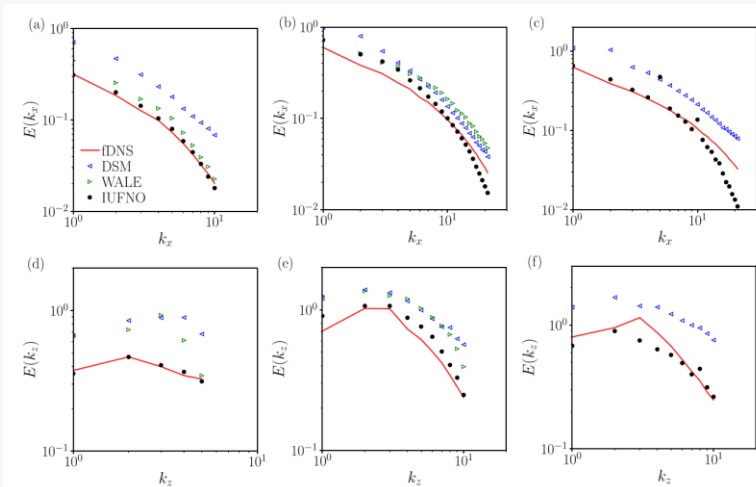 (a)
10^0
10^-1
10^-2
E(k_x)
fDNS
DSM
WALE
IUFNO
10^0
10^1
k_x
(b)
10^0
10^-1
10^-2
E(k_x)
10^0
10^1
k_x
(c)
10^0
10^-1
10^-2
E(k_x)
10^0
10^1
k_x
(d)
10^0
10^-1
E(k_z)
10^0
10^1
k_z
(e)
10^0
10^-1
E(k_z)
10^0
10^1
k_z
(f)
10^0
10^-1
E(k_z)
10^0
10^1
k_z